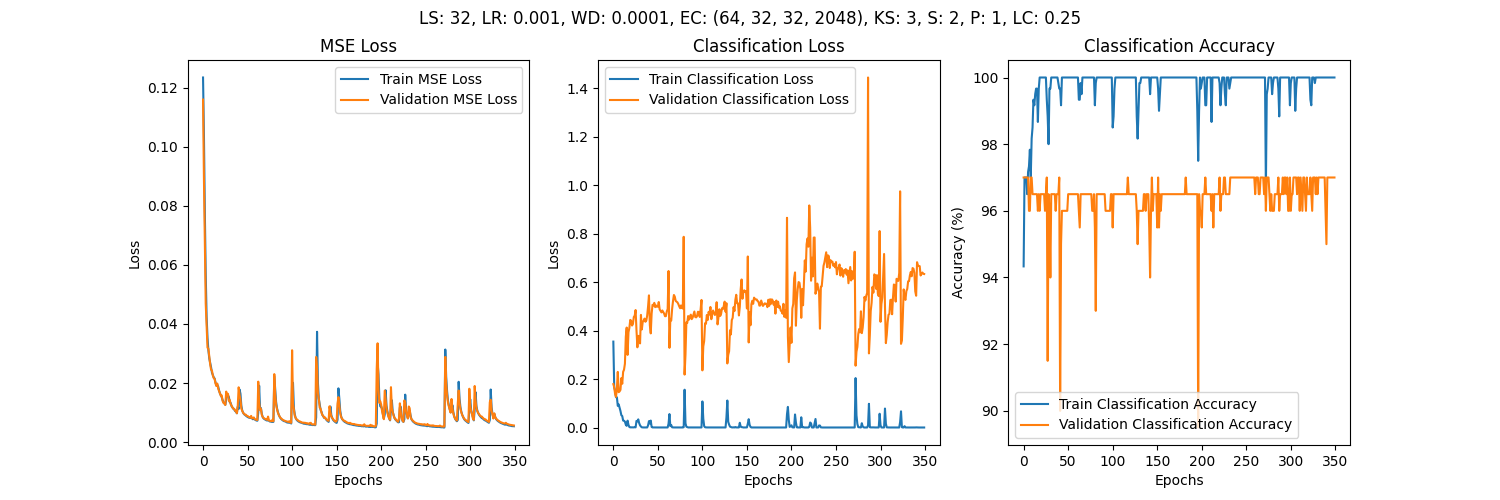 LS: 32, LR: 0.001, WD: 0.0001, EC: (64, 32, 32, 2048), KS: 3, S: 2, P: 1, LC: 0.25
MSE Loss
Loss
0.12
0.10
0.08
0.06
0.04
0.02
0.00
Train MSE Loss
Validation MSE Loss
0 50 100 150 200 250 300 350
Epochs
Classification Loss
Loss
1.4
1.2
1.0
0.8
0.6
0.4
0.2
0.0
Train Classification Loss
Validation Classification Loss
0 50 100 150 200 250 300 350
Epochs
Classification Accuracy
Accuracy (%)
100
98
96
94
92
90
Train Classification Accuracy
Validation Classification Accuracy
0 50 100 150 200 250 300 350
Epochs